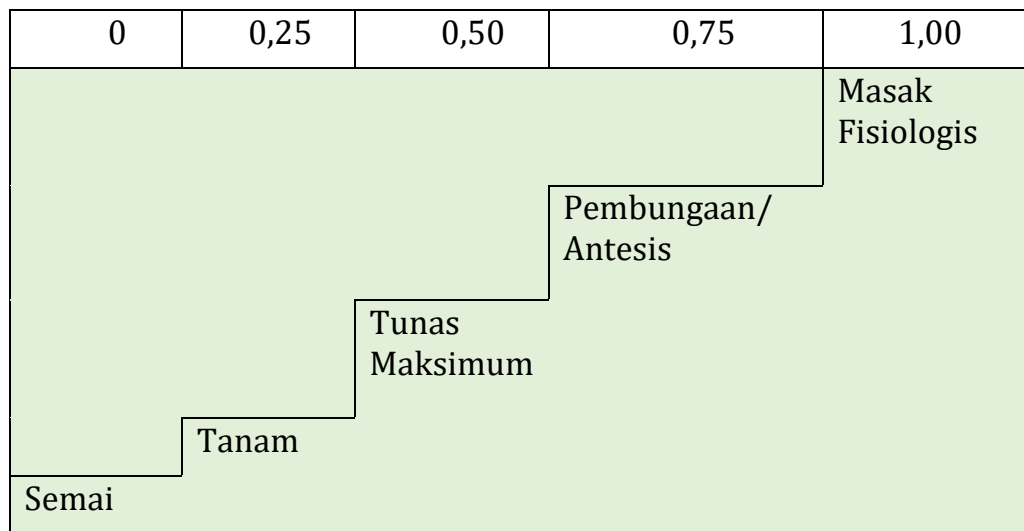 0 0,25 0,50 0,75 1,00
Masak
Fisiologis
Pembungaan/
Antesis
Tunas
Maksimum
Tanam
Semai